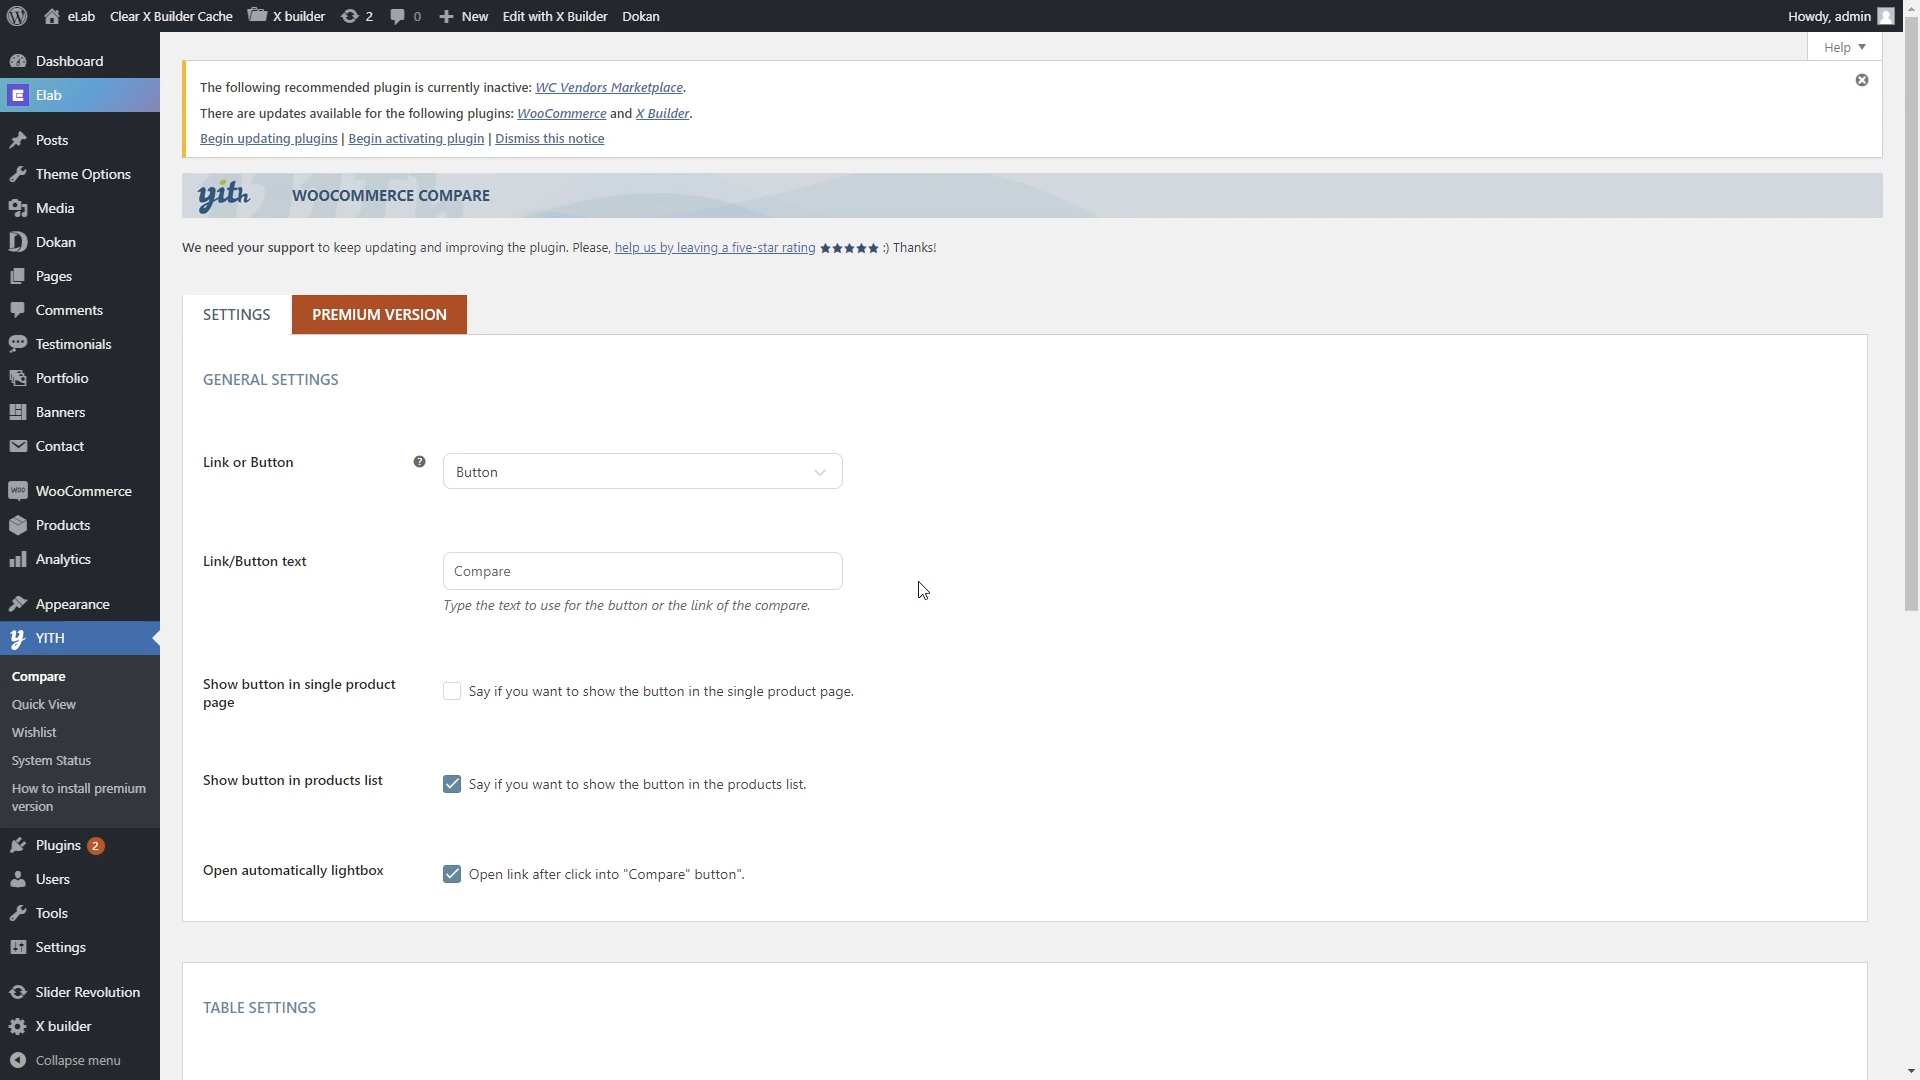 eLab Clear X Builder Cache X builder 2 0 New Edit with X Builder Dokan Howdy, admin
Help
Dashboard
Elab
Posts
Theme Options
Media
Dokan
Pages
Comments
Testimonials
Portfolio
Banners
Contact
WooCommerce
Products
Analytics
Appearance
YITH
Compare
Quick View
Wishlist
System Status
How to install premium
version
Plugins 2
Users
Tools
Settings
Slider Revolution
X builder
Collapse menu
The following recommended plugin is currently inactive: WC Vendors Marketplace.
There are updates available for the following plugins: WooCommerce and X Builder.
Begin updating plugins | Begin activating plugin | Dismiss this notice
yith WOOCOMMERCE COMPARE
We need your support to keep updating and improving the plugin. Please, help us by leaving a five-star rating ★★★★★ :) Thanks!
SETTINGS PREMIUM VERSION
GENERAL SETTINGS
Link or Button ? Button
Link/Button text Compare
Type the text to use for the button or the link of the compare.
Show button in single product
page
Say if you want to show the button in the single product page.
Show button in products list Say if you want to show the button in the products list.
Open automatically lightbox Open link after click into "Compare" button".
TABLE SETTINGS